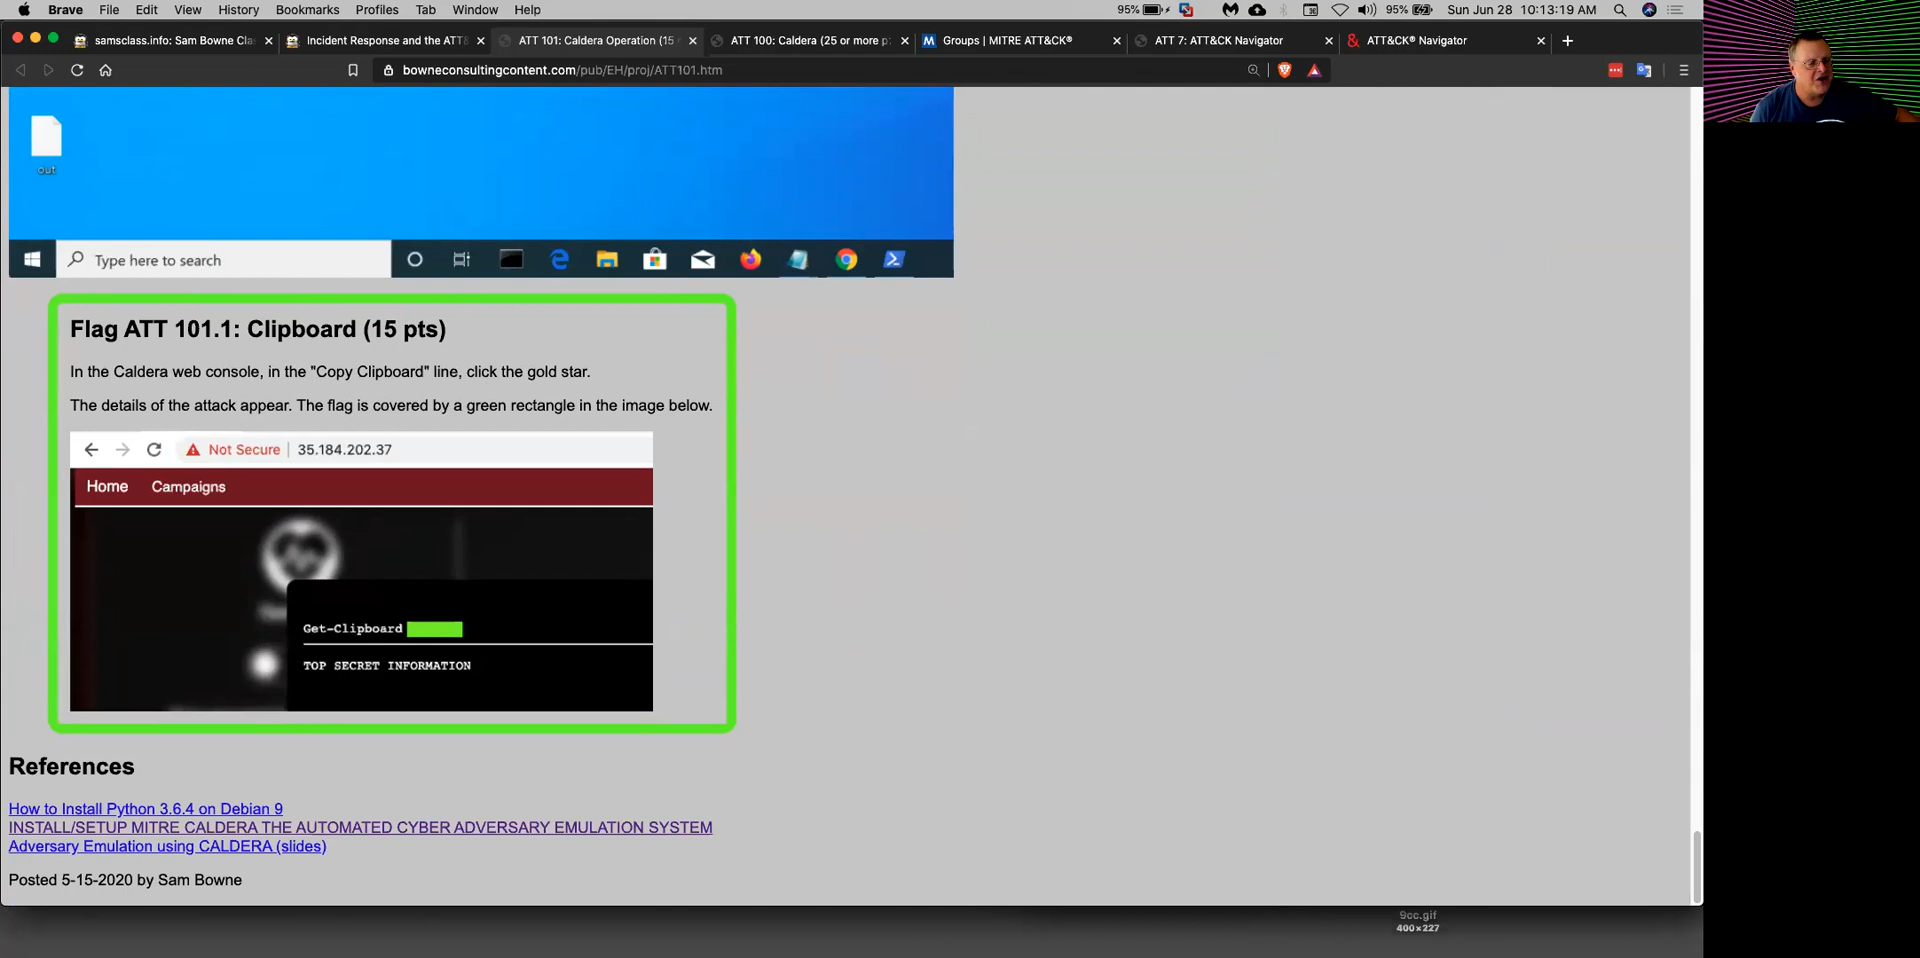 Brave File Edit View History Bookmarks Profiles Tab Window Help 95% 95% Sun Jun 28 10:13:19 AM
samsclass.info: Sam Bowne Cla Incident Response and the ATT& ATT 101: Caldera Operation (15 ATT 100: Caldera (25 or more p Groups | MITRE ATT&CK® ATT 7: ATT&CK Navigator ATT&CK® Navigator
bowneconsultingcontent.com/pub/EH/proj/ATT101.htm
out
Type here to search
Flag ATT 101.1: Clipboard (15 pts)
In the Caldera web console, in the "Copy Clipboard" line, click the gold star.
The details of the attack appear. The flag is covered by a green rectangle in the image below.
Not Secure | 35.184.202.37
Home Campaigns
Get-Clipboard
TOP SECRET INFORMATION
References
How to Install Python 3.6.4 on Debian 9
INSTALL/SETUP MITRE CALDERA THE AUTOMATED CYBER ADVERSARY EMULATION SYSTEM
Adversary Emulation using CALDERA (slides)
Posted 5-15-2020 by Sam Bowne
9cc.gif
400×227